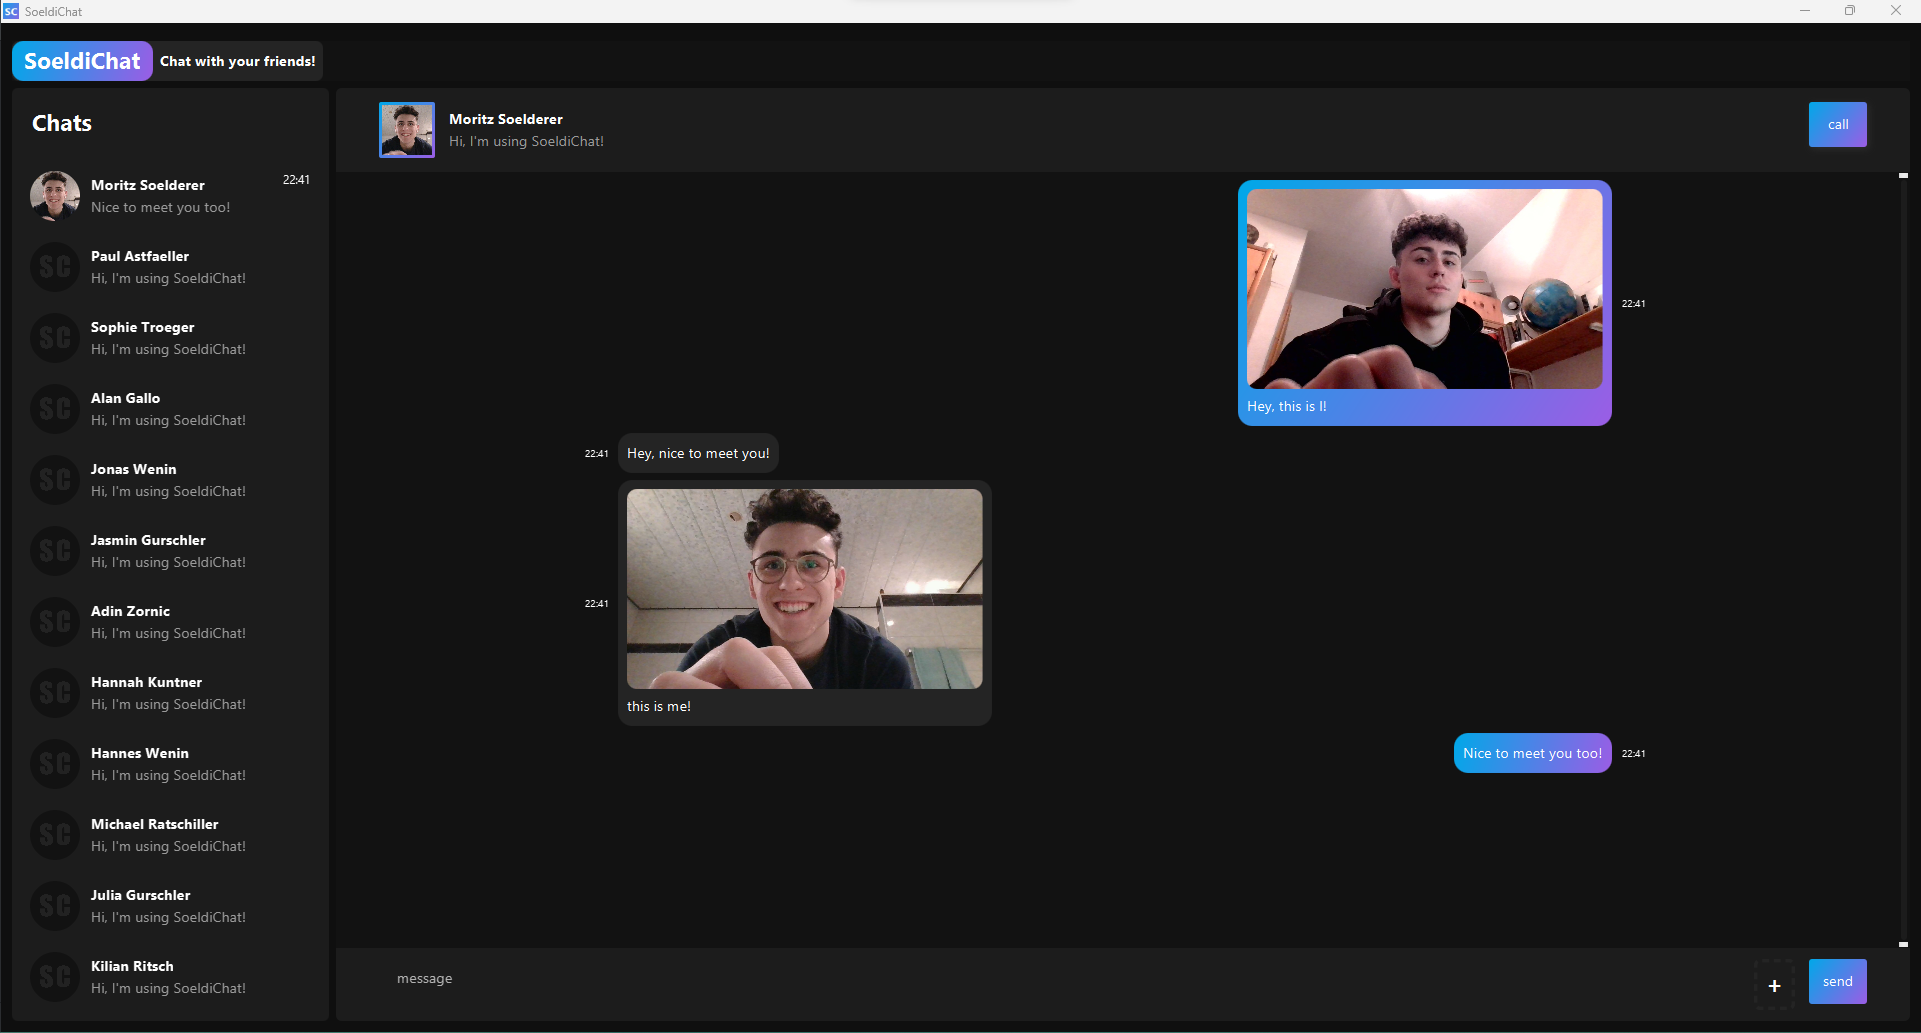 SC SoeldiChat
SoeldiChat Chat with your friends!
Chats
Moritz Soelderer 22:41
Nice to meet you too!
SC Paul Astfaeller
Hi, I'm using SoeldiChat!
SC Sophie Troeger
Hi, I'm using SoeldiChat!
SC Alan Gallo
Hi, I'm using SoeldiChat!
SC Jonas Wenin
Hi, I'm using SoeldiChat!
SC Jasmin Gurschler
Hi, I'm using SoeldiChat!
SC Adin Zornic
Hi, I'm using SoeldiChat!
SC Hannah Kuntner
Hi, I'm using SoeldiChat!
SC Hannes Wenin
Hi, I'm using SoeldiChat!
SC Michael Ratschiller
Hi, I'm using SoeldiChat!
SC Julia Gurschler
Hi, I'm using SoeldiChat!
SC Kilian Ritsch
Hi, I'm using SoeldiChat!
Moritz Soelderer
Hi, I'm using SoeldiChat!
call
22:41
Hey, this is I!
22:41 Hey, nice to meet you!
22:41
this is me!
Nice to meet you too! 22:41
message
+ send